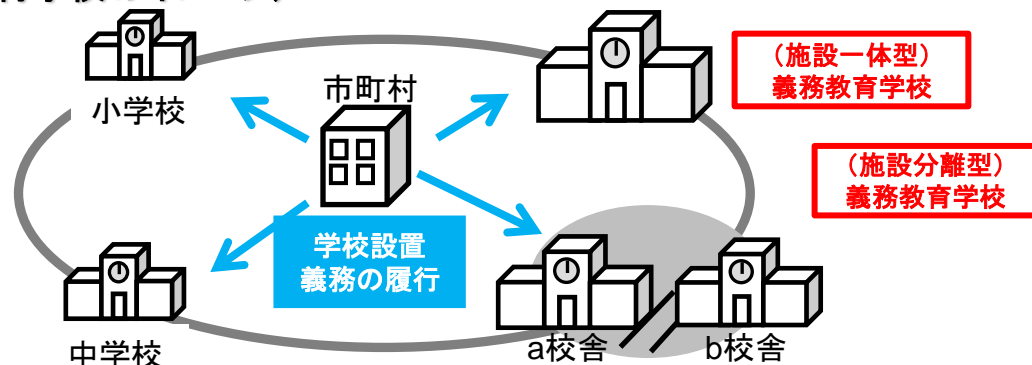 小学校
市町村
(施設一体型)
義務教育学校
(施設分離型)
義務教育学校
学校設置
義務の履行
中学校
a校舎
b校舎